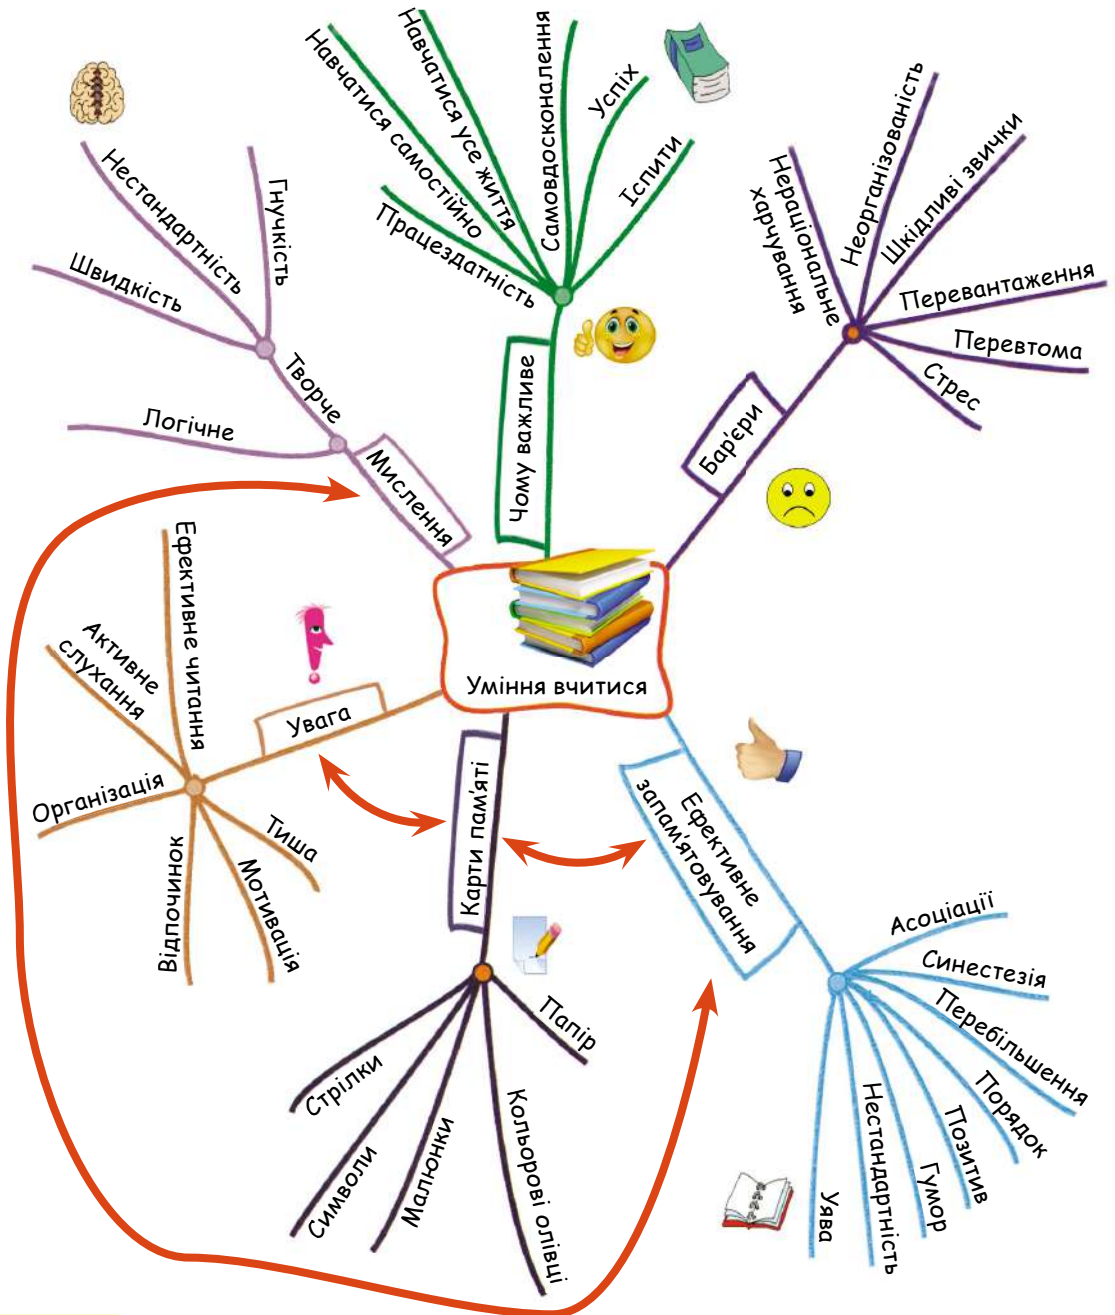 Уміння вчитися
Мислення
Логічне
Творче
Швидкість
Нестандартність
Гнучкість
Чому важливе
Працездатність
Навчатися самостійно
Навчатися усе життя
Самовдосконалення
Успіх
Іспити
Бар'єри
Нераціональне
харчування
Неорганізованість
Шкідливі звички
Перевантаження
Перевтома
Стрес
Ефективне
запам'ятовування
Асоціації
Синестезія
Перебільшення
Порядок
Позитив
Гумор
Нестандартність
Уява
Карти пам'яті
Папір
Кольорові олівці
Малюнки
Символи
Стрілки
Увага
Ефективне читання
Активне
слухання
Організація
Відпочинок
Мотивація
Тиша